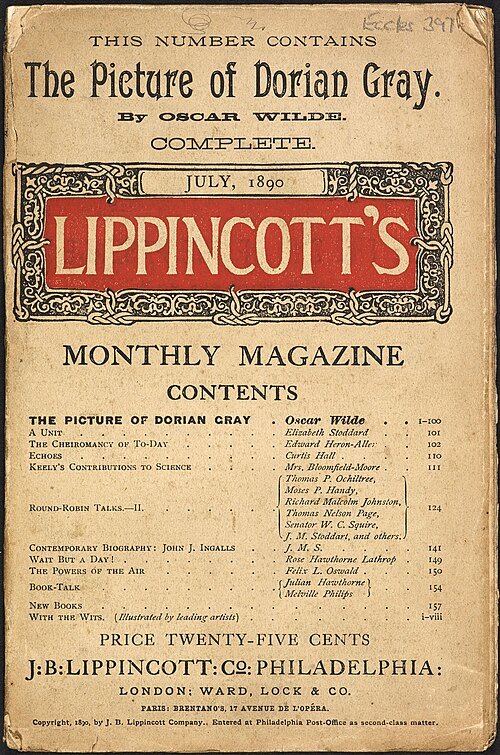 Eccles 397
THIS NUMBER CONTAINS
The Picture of Dorian Gray.
By OSCAR WILDE.
COMPLETE.
JULY, 1890
LIPPINCOTT'S
MONTHLY MAGAZINE
CONTENTS
THE PICTURE OF DORIAN GRAY . Oscar Wilde . . 1-100
A Unit . . . . . . . . . . . Elizabeth Stoddard . . 101
The Cheiromancy of To-Day . . . . . Edward Heron-Allen . . 102
Echoes . . . . . . . . . . . Curtis Hall . . . . 110
Keely's Contributions to Science . . . . Mrs. Bloomfield-Moore . . 111
Round-Robin Talks.—II. . . . . . . Thomas P. Ochiltree,
Moses P. Handy,
Richard Malcolm Johnston,
Thomas Nelson Page,
Senator W. C. Squire,
J. M. Stoddart, and others. 124
Contemporary Biography: John J. Ingalls . . J. M. S. . . . . 141
Wait But a Day! . . . . . . . . Rose Hawthorne Lathrop . 149
The Powers of the Air . . . . . . Felix L. Oswald . . . 150
Book-Talk . . . . . . . . . . Julian Hawthorne
Melville Philips . . 154
New Books . . . . . . . . . . . . . . 157
With the Wits. (Illustrated by leading artists) . . . . . . i-viii
PRICE TWENTY-FIVE CENTS
J:B:LIPPINCOTT:Co:PHILADELPHIA:
LONDON: WARD, LOCK & CO.
PARIS: BRENTANO'S, 17 AVENUE DE L'OPÉRA.
Copyright, 1890, by J. B. Lippincott Company. Entered at Philadelphia Post-Office as second-class matter.